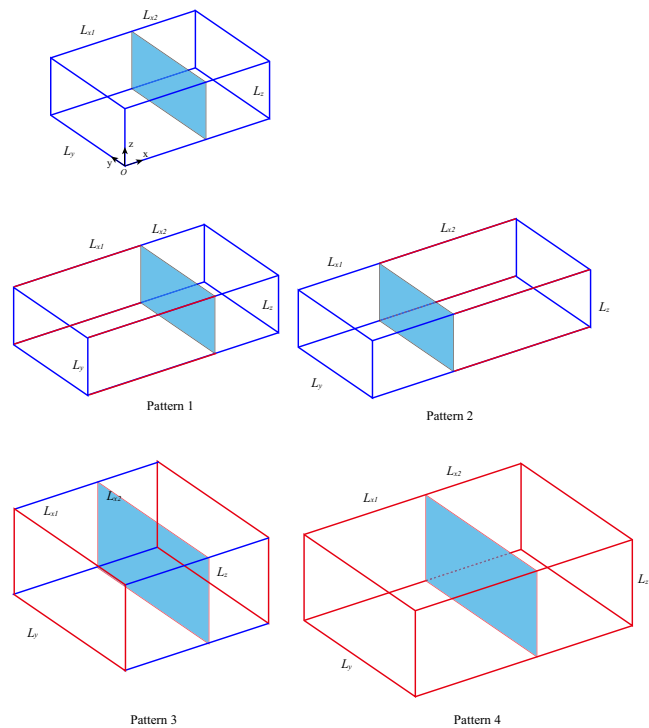 Lx1 Lx2
Lz
Ly
z
y x
O
Lx1 Lx2
Lz
Ly
Pattern 1
Lx2
Lx1
Lz
Ly
Pattern 2
Lx2
Lx1
Lz
Ly
Pattern 3
Lx2
Lx1
Lz
Ly
Pattern 4